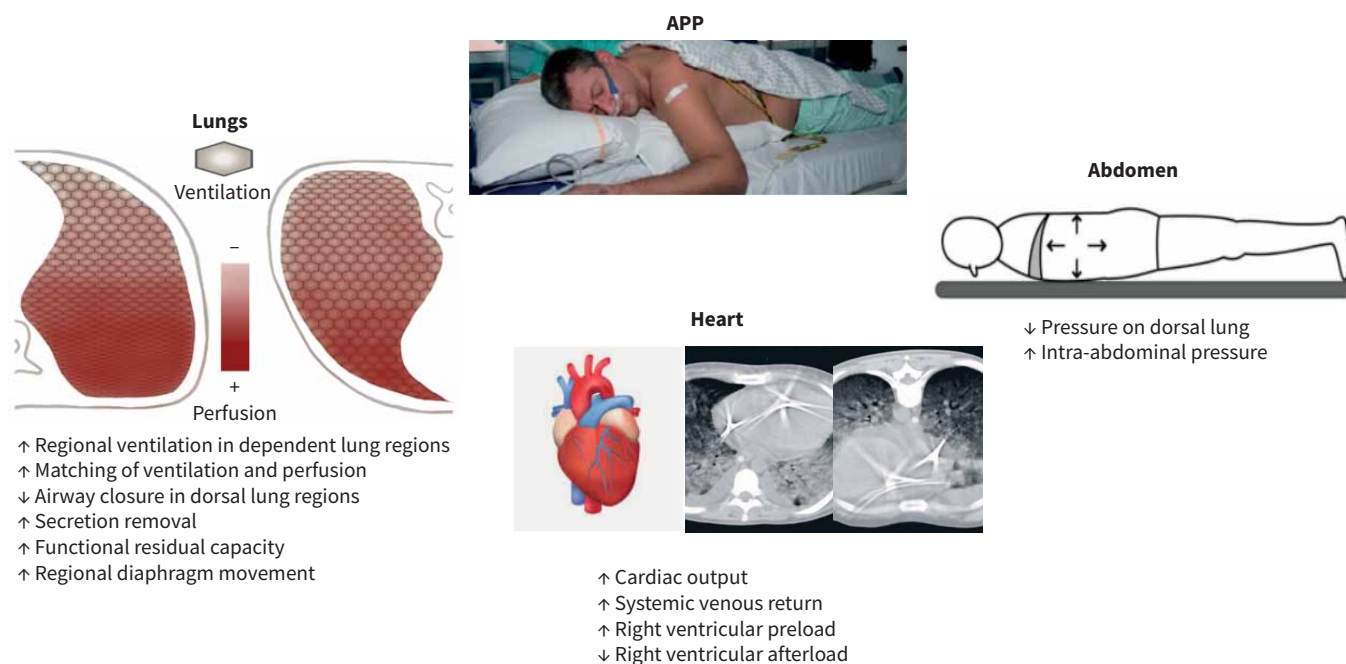 APP
Lungs
Ventilation
−
+
Perfusion
↑ Regional ventilation in dependent lung regions
↑ Matching of ventilation and perfusion
↓ Airway closure in dorsal lung regions
↑ Secretion removal
↑ Functional residual capacity
↑ Regional diaphragm movement
Heart
↑ Cardiac output
↑ Systemic venous return
↑ Right ventricular preload
↓ Right ventricular afterload
Abdomen
↓ Pressure on dorsal lung
↑ Intra-abdominal pressure